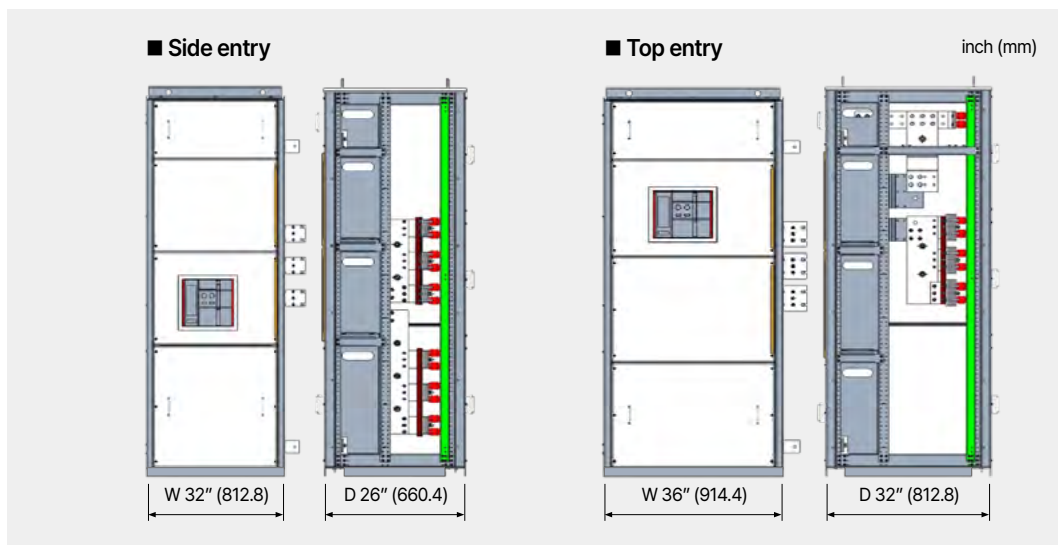 ■ Side entry
■ Top entry
inch (mm)
W 32″ (812.8)
D 26″ (660.4)
W 36″ (914.4)
D 32″ (812.8)